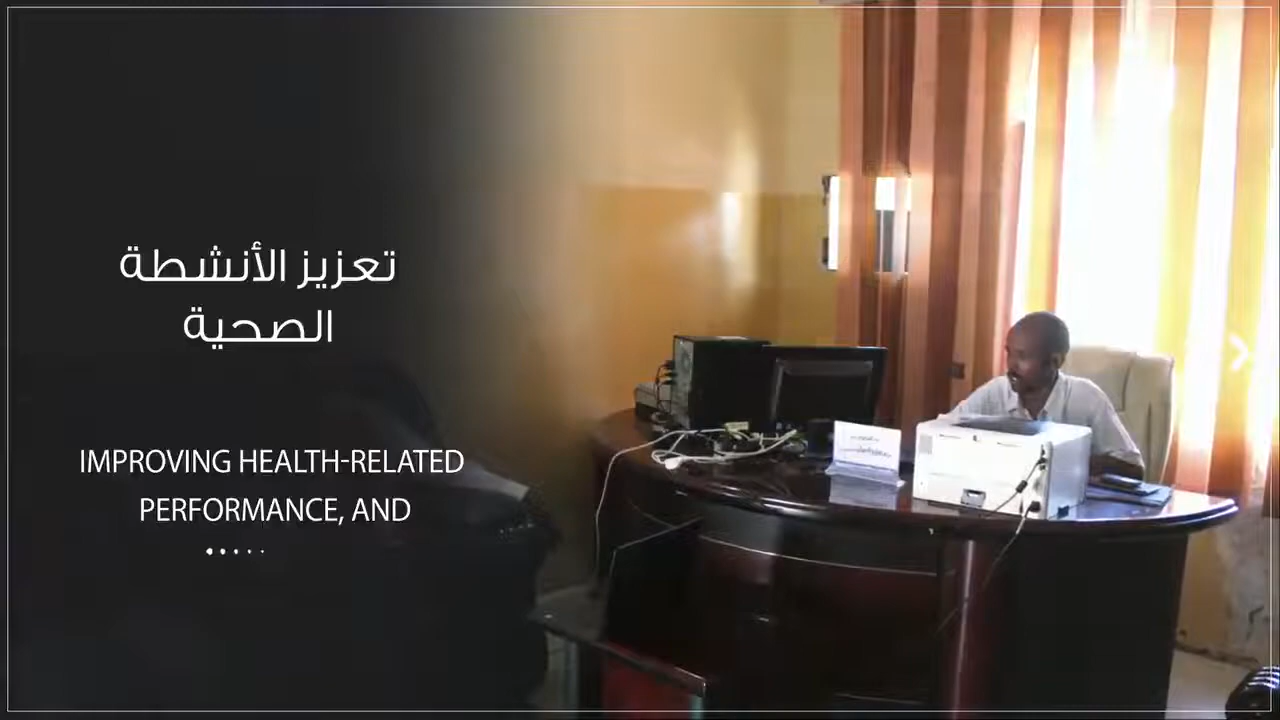 تعزيز الأنشطة
الصحية
IMPROVING HEALTH-RELATED
PERFORMANCE, AND